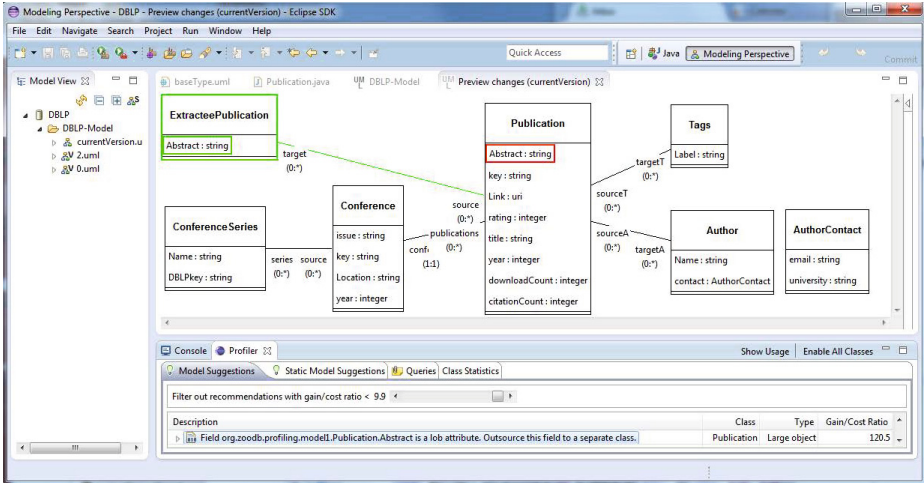 Modeling Perspective - DBLP - Preview changes (currentVersion) - Eclipse SDK
File Edit Navigate Search Project Run Window Help
Quick Access
Java
Modeling Perspective
Commit
Model View
DBLP
DBLP-Model
currentVersion.u
2.uml
0.uml
baseType.uml
Publication.java
DBLP-Model
Preview changes (currentVersion)
ExtracteePublication
Abstract : string
target
(0:*)
Publication
Abstract : string
key : string
Link : uri
rating : integer
title : string
year : integer
downloadCount : integer
citationCount : integer
Tags
Label : string
targetT
(0:*)
sourceT
(0:*)
source
(0:*)
publications
(0:*)
conf
(1:1)
sourceA
(0:*)
targetA
(0:*)
Conference
issue : string
key : string
Location : string
year : integer
ConferenceSeries
Name : string
DBLPkey : string
series
(0:*)
source
(0:*)
Author
Name : string
contact : AuthorContact
AuthorContact
email : string
university : string
Console
Profiler
Show Usage
Enable All Classes
Model Suggestions
Static Model Suggestions
Queries
Class Statistics
Filter out recommendations with gain/cost ratio < 9.9
Description Class Type Gain/Cost Ratio
Field org.zoodb.profiling.model1.Publication.Abstract is a lob attribute. Outsource this field to a separate class. Publication Large object 120.5